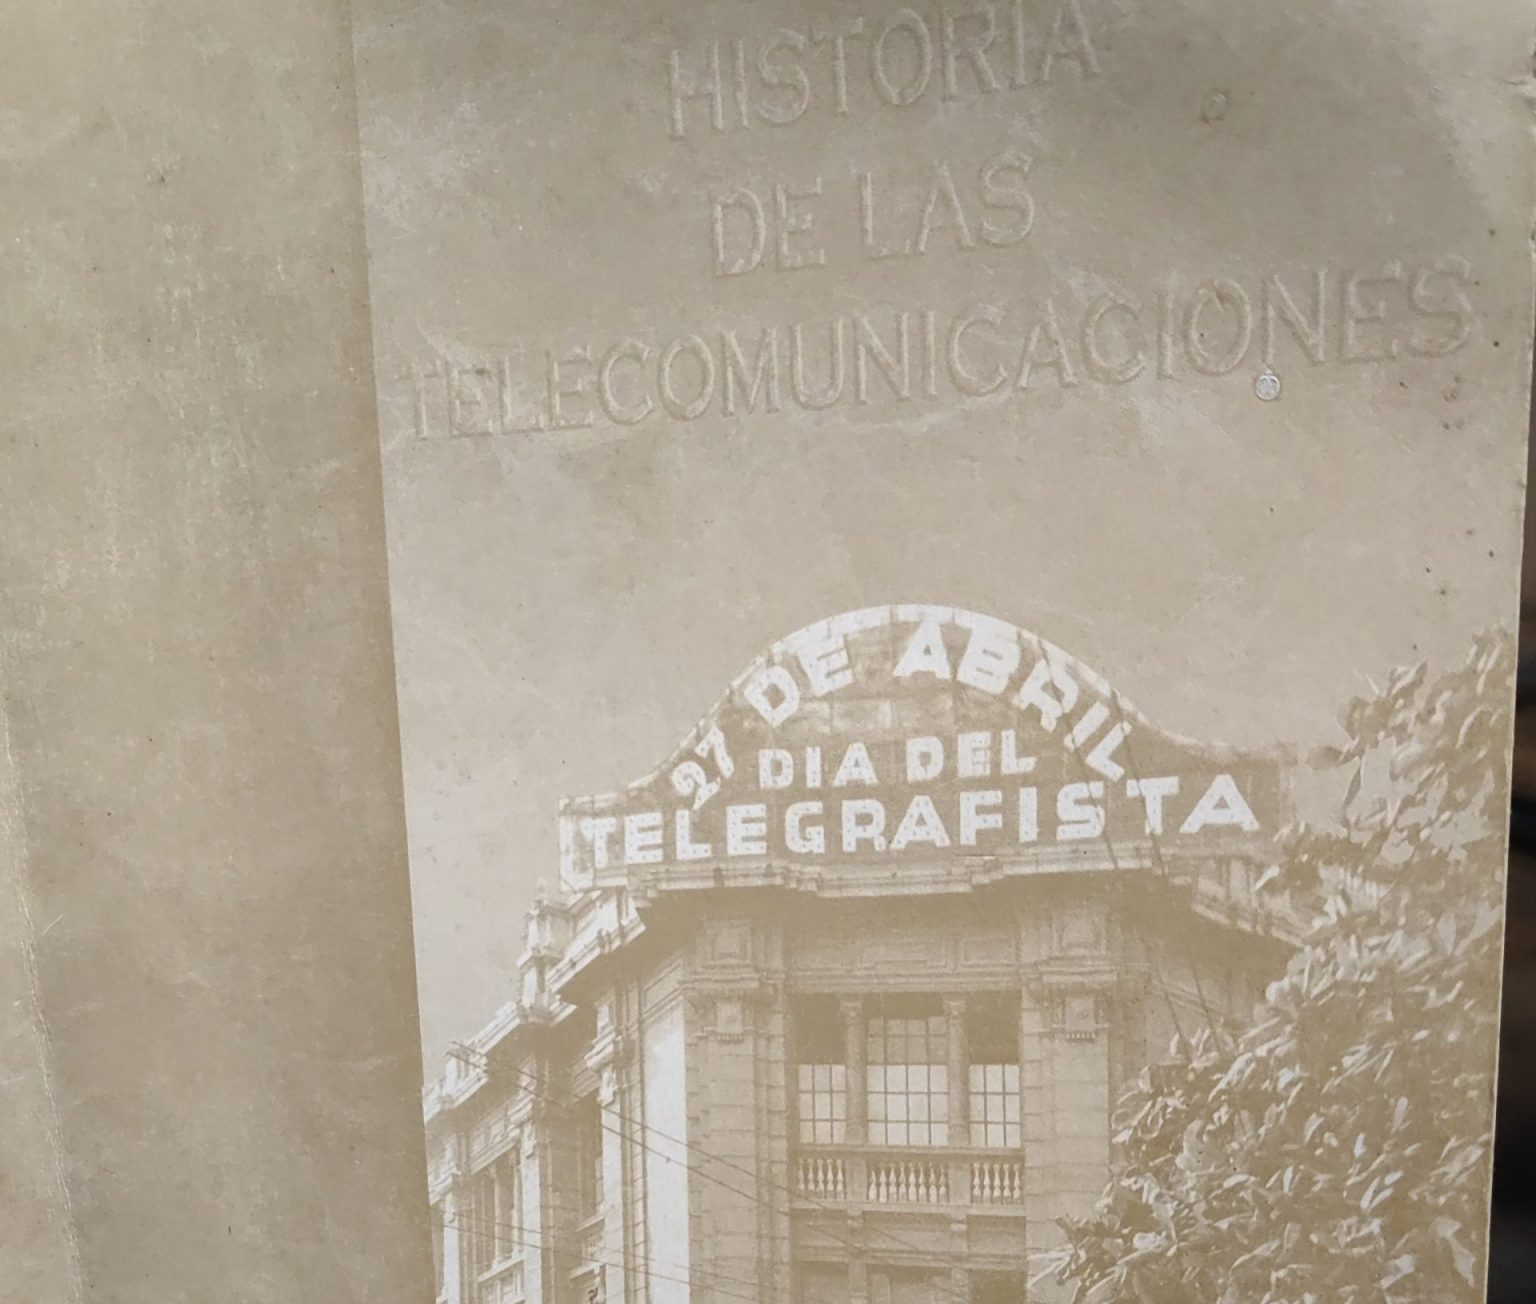 HISTORIA
DE LAS
TELECOMUNICACIONES
27 DE ABRIL
DIA DEL
TELEGRAFISTA